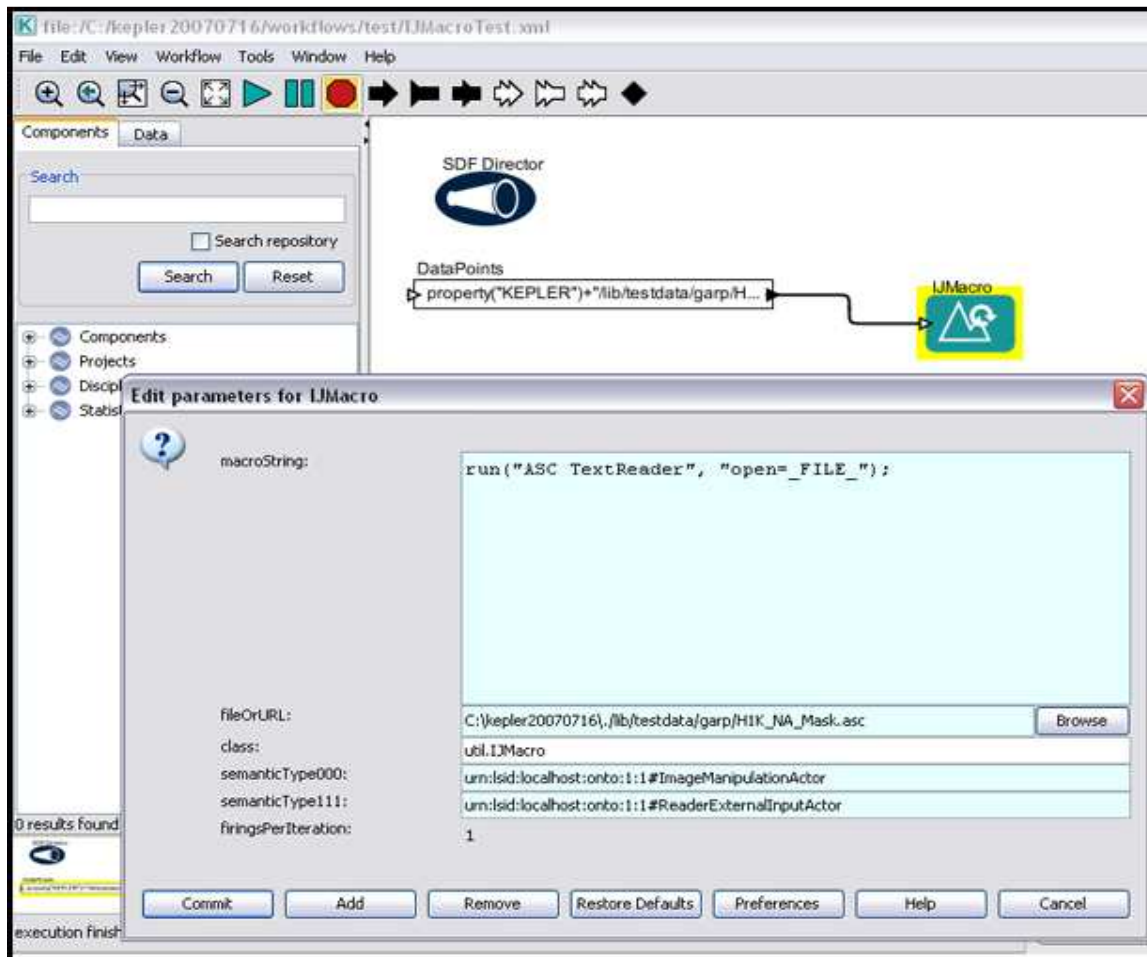 file:/C:/kepler20070716/workflows/test/IJMacroTest.xml
File Edit View Workflow Tools Window Help
Components Data
Search
Search repository
Search Reset
Components
Projects
Discipl
Statist
0 results found
execution finish
SDF Director
DataPoints
property("KEPLER")+"/lib/testdata/garp/H...
IJMacro
Edit parameters for IJMacro
macroString:
run("ASC TextReader", "open=_FILE_");
fileOrURL:
C:\kepler20070716\./lib/testdata/garp/H1K_NA_Mask.asc
Browse
class:
util.IJMacro
semanticType000:
urn:lsid:localhost:onto:1:1#ImageManipulationActor
semanticType111:
urn:lsid:localhost:onto:1:1#ReaderExternalInputActor
firingsPerIteration:
1
Commit Add Remove Restore Defaults Preferences Help Cancel